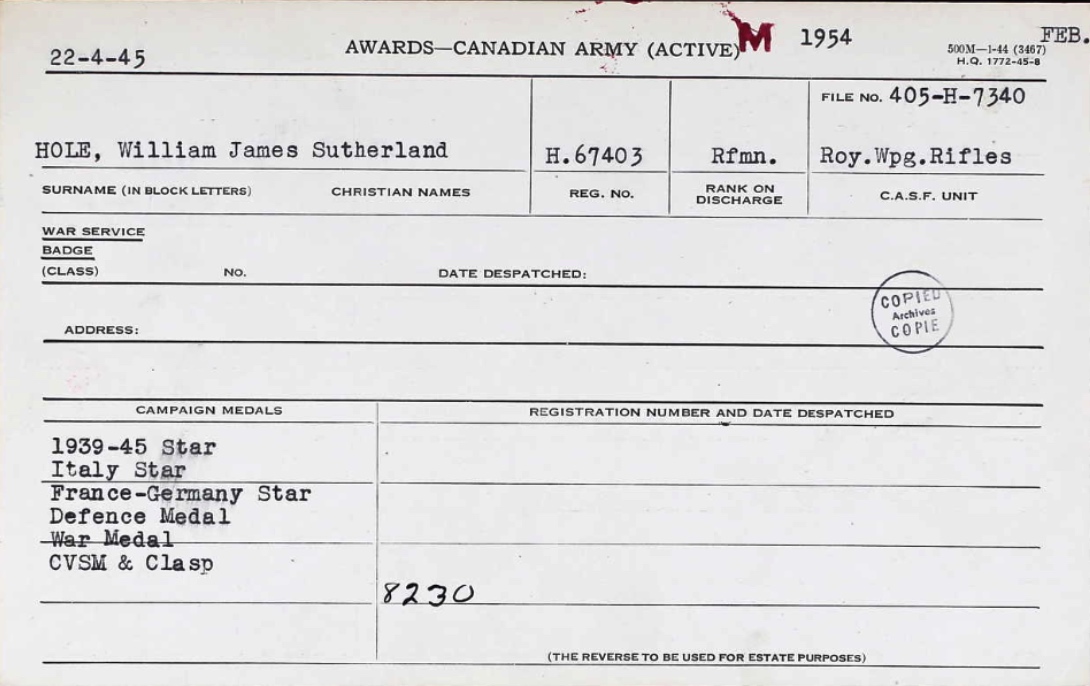 22-4-45 AWARDS—CANADIAN ARMY (ACTIVE) M 1954 FEB.
500M—1-44 (3467)
H.Q. 1772-45-8
FILE NO. 405-H-7340
HOLE, William James Sutherland H.67403 Rfmn. Roy.Wpg.Rifles
SURNAME (IN BLOCK LETTERS) CHRISTIAN NAMES REG. NO. RANK ON DISCHARGE C.A.S.F. UNIT
WAR SERVICE
BADGE
(CLASS) NO. DATE DESPATCHED:
COPIED
Archives
COPIE
ADDRESS:
CAMPAIGN MEDALS REGISTRATION NUMBER AND DATE DESPATCHED
1939-45 Star
Italy Star
France-Germany Star
Defence Medal
War Medal
CVSM & Clasp
8230
(THE REVERSE TO BE USED FOR ESTATE PURPOSES)